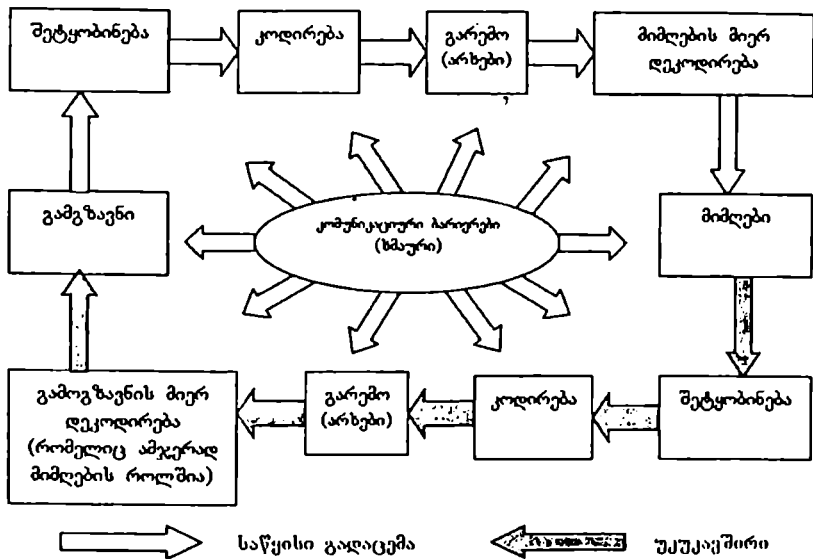 შეტყობინება
კოდირება
გარემო
(არხები)
მიმღების მიერ
დეკოდირება
გამგზავნი
კომუნიკაციური ბარიერები
(ხმაური)
მიმღები
გამოგზავნის მიერ
დეკოდირება
(რომელიც ამჯერად
მიმღების როლშია)
გარემო
(არხები)
კოდირება
შეტყობინება
საწყისი გადაცემა
უკუკავშირი